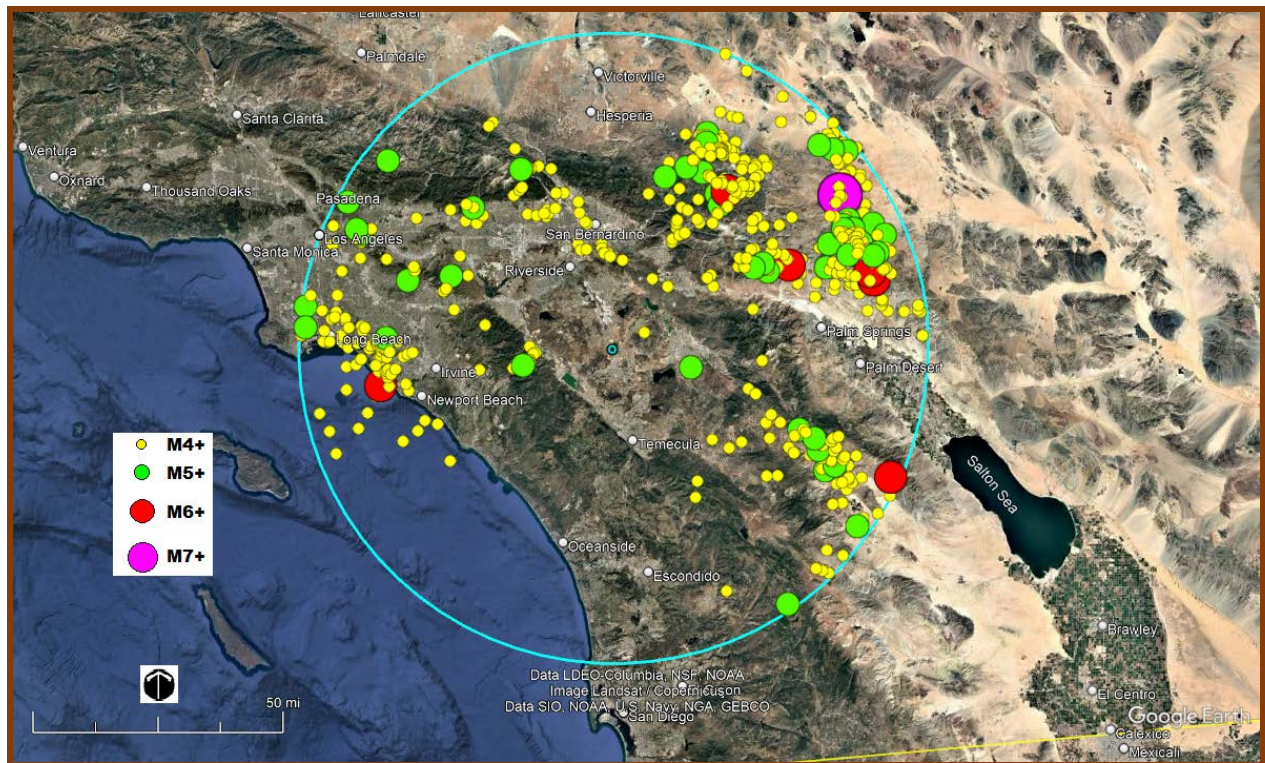 Lancaster
Palmdale
Victorville
Hesperia
Santa Clarita
Ventura
Oxnard
Thousand Oaks
Pasadena
Los Angeles
Santa Monica
San Bernardino
Riverside
Long Beach
Palm Springs
Palm Desert
Irvine
Newport Beach
Temecula
M4+
M5+
M6+
M7+
Salton Sea
Oceanside
Escondido
Brawley
Data LDEO-Columbia, NSF, NOAA
Image Landsat / Copernicus
Data SIO, NOAA, U.S. Navy, NGA, GEBCO
San Diego
50 mi
El Centro
Google Earth
Calexico
Mexicali